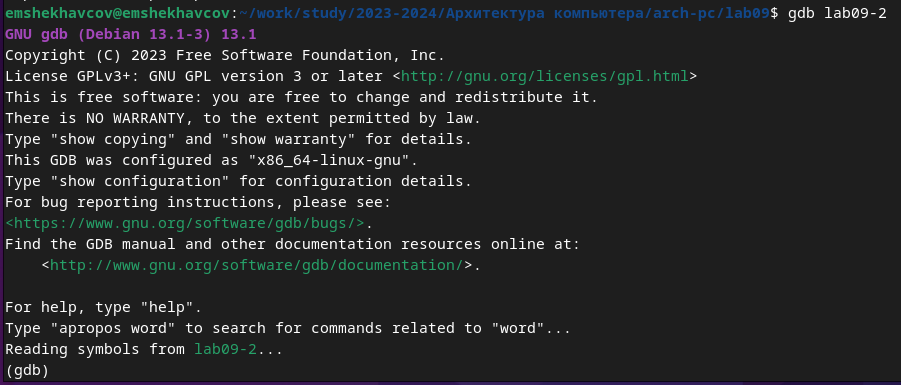 emshekhavcov@emshekhavcov:~/work/study/2023-2024/Архитектура компьютера/arch-pc/lab09$ gdb lab09-2
GNU gdb (Debian 13.1-3) 13.1
Copyright (C) 2023 Free Software Foundation, Inc.
License GPLv3+: GNU GPL version 3 or later <http://gnu.org/licenses/gpl.html>
This is free software: you are free to change and redistribute it.
There is NO WARRANTY, to the extent permitted by law.
Type "show copying" and "show warranty" for details.
This GDB was configured as "x86_64-linux-gnu".
Type "show configuration" for configuration details.
For bug reporting instructions, please see:
<https://www.gnu.org/software/gdb/bugs/>.
Find the GDB manual and other documentation resources online at:
    <http://www.gnu.org/software/gdb/documentation/>.

For help, type "help".
Type "apropos word" to search for commands related to "word"...
Reading symbols from lab09-2...
(gdb)